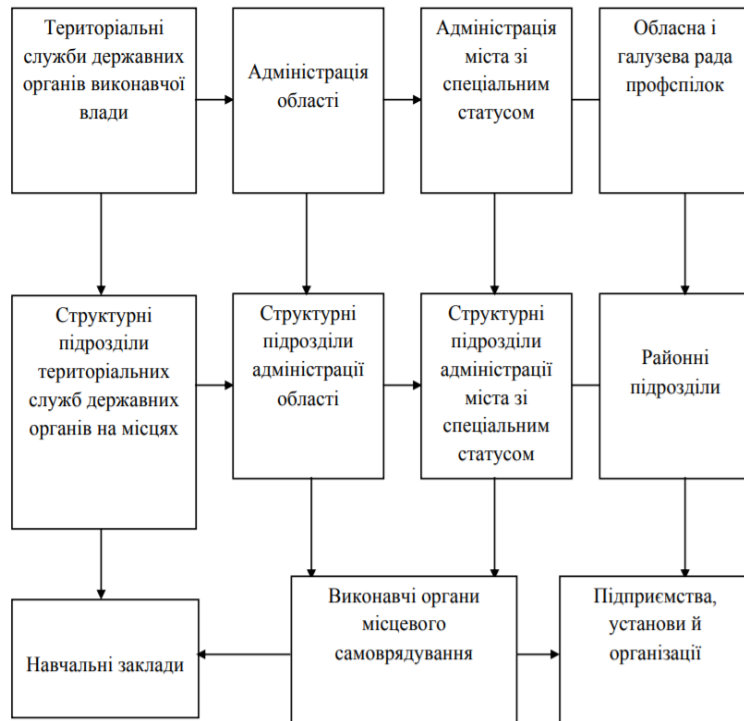 Територіальні
служби державних
органів виконавчої
влади
Адміністрація
області
Адміністрація
міста зі
спеціальним
статусом
Обласна і
галузева рада
профспілок
Структурні
підрозділи
територіальних
служб державних
органів на місцях
Структурні
підрозділи
адміністрації
області
Структурні
підрозділи
адміністрації
міста зі
спеціальним
статусом
Районні
підрозділи
Навчальні заклади
Виконавчі органи
місцевого
самоврядування
Підприємства,
установи й
організації